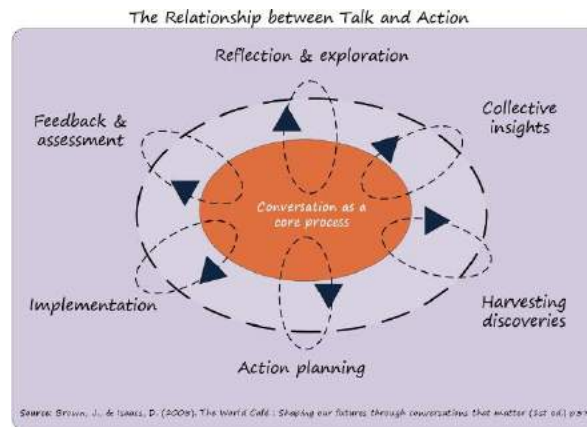 The Relationship between Talk and Action
Reflection & exploration
Feedback &
assessment
Collective
insights
Conversation as a
core process
Implementation
Harvesting
discoveries
Action planning
Source: Brown, J., & Isaacs, D. (2005). The World Café : Shaping our futures through conversations that matter (1st ed.)